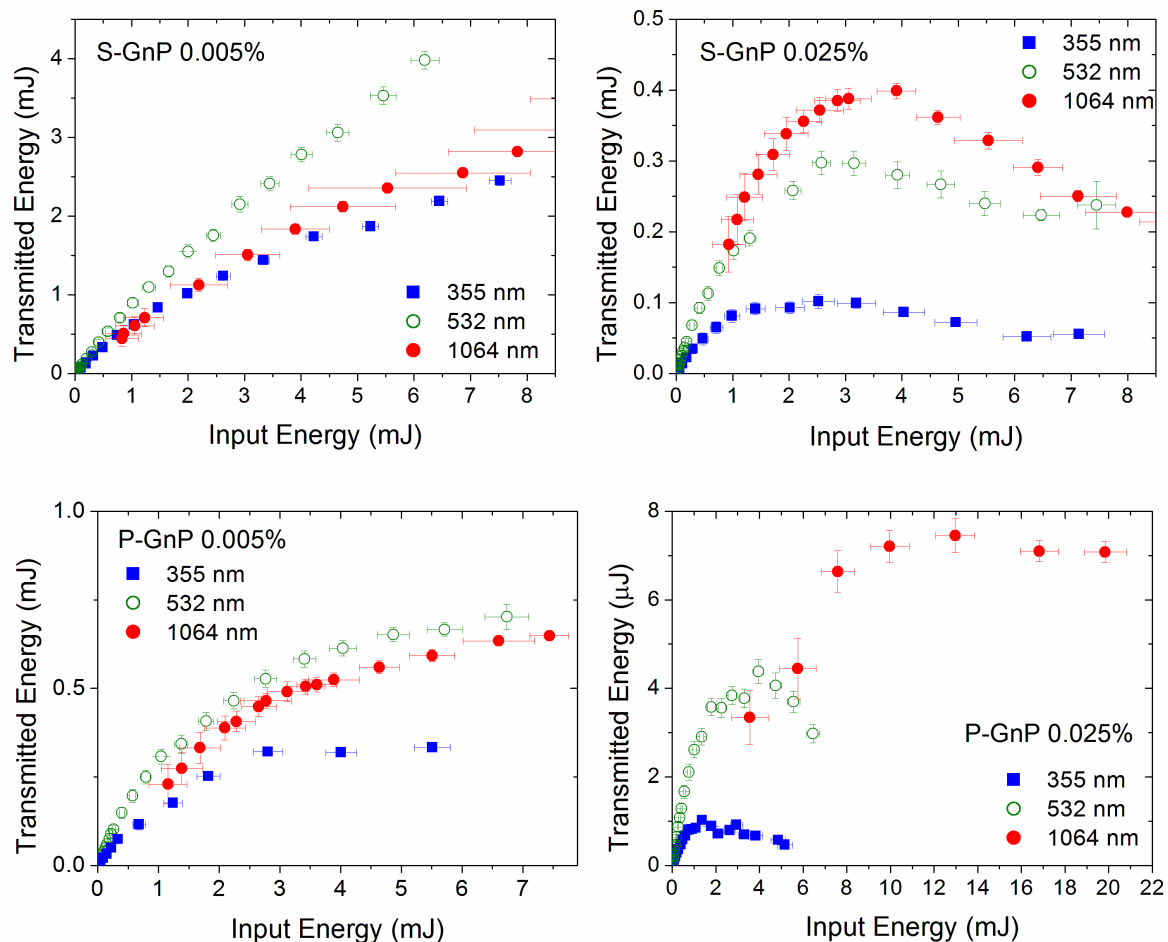 S-GnP 0.005%
Transmitted Energy (mJ)
4
3
2
1
0
355 nm
532 nm
1064 nm
0 1 2 3 4 5 6 7 8
Input Energy (mJ)
S-GnP 0.025%
Transmitted Energy (mJ)
0.5
0.4
0.3
0.2
0.1
0.0
355 nm
532 nm
1064 nm
0 1 2 3 4 5 6 7 8
Input Energy (mJ)
P-GnP 0.005%
Transmitted Energy (mJ)
1.0
0.5
0.0
355 nm
532 nm
1064 nm
0 1 2 3 4 5 6 7
Input Energy (mJ)
Transmitted Energy (μJ)
8
6
4
2
0
P-GnP 0.025%
355 nm
532 nm
1064 nm
0 2 4 6 8 10 12 14 16 18 20 22
Input Energy (mJ)